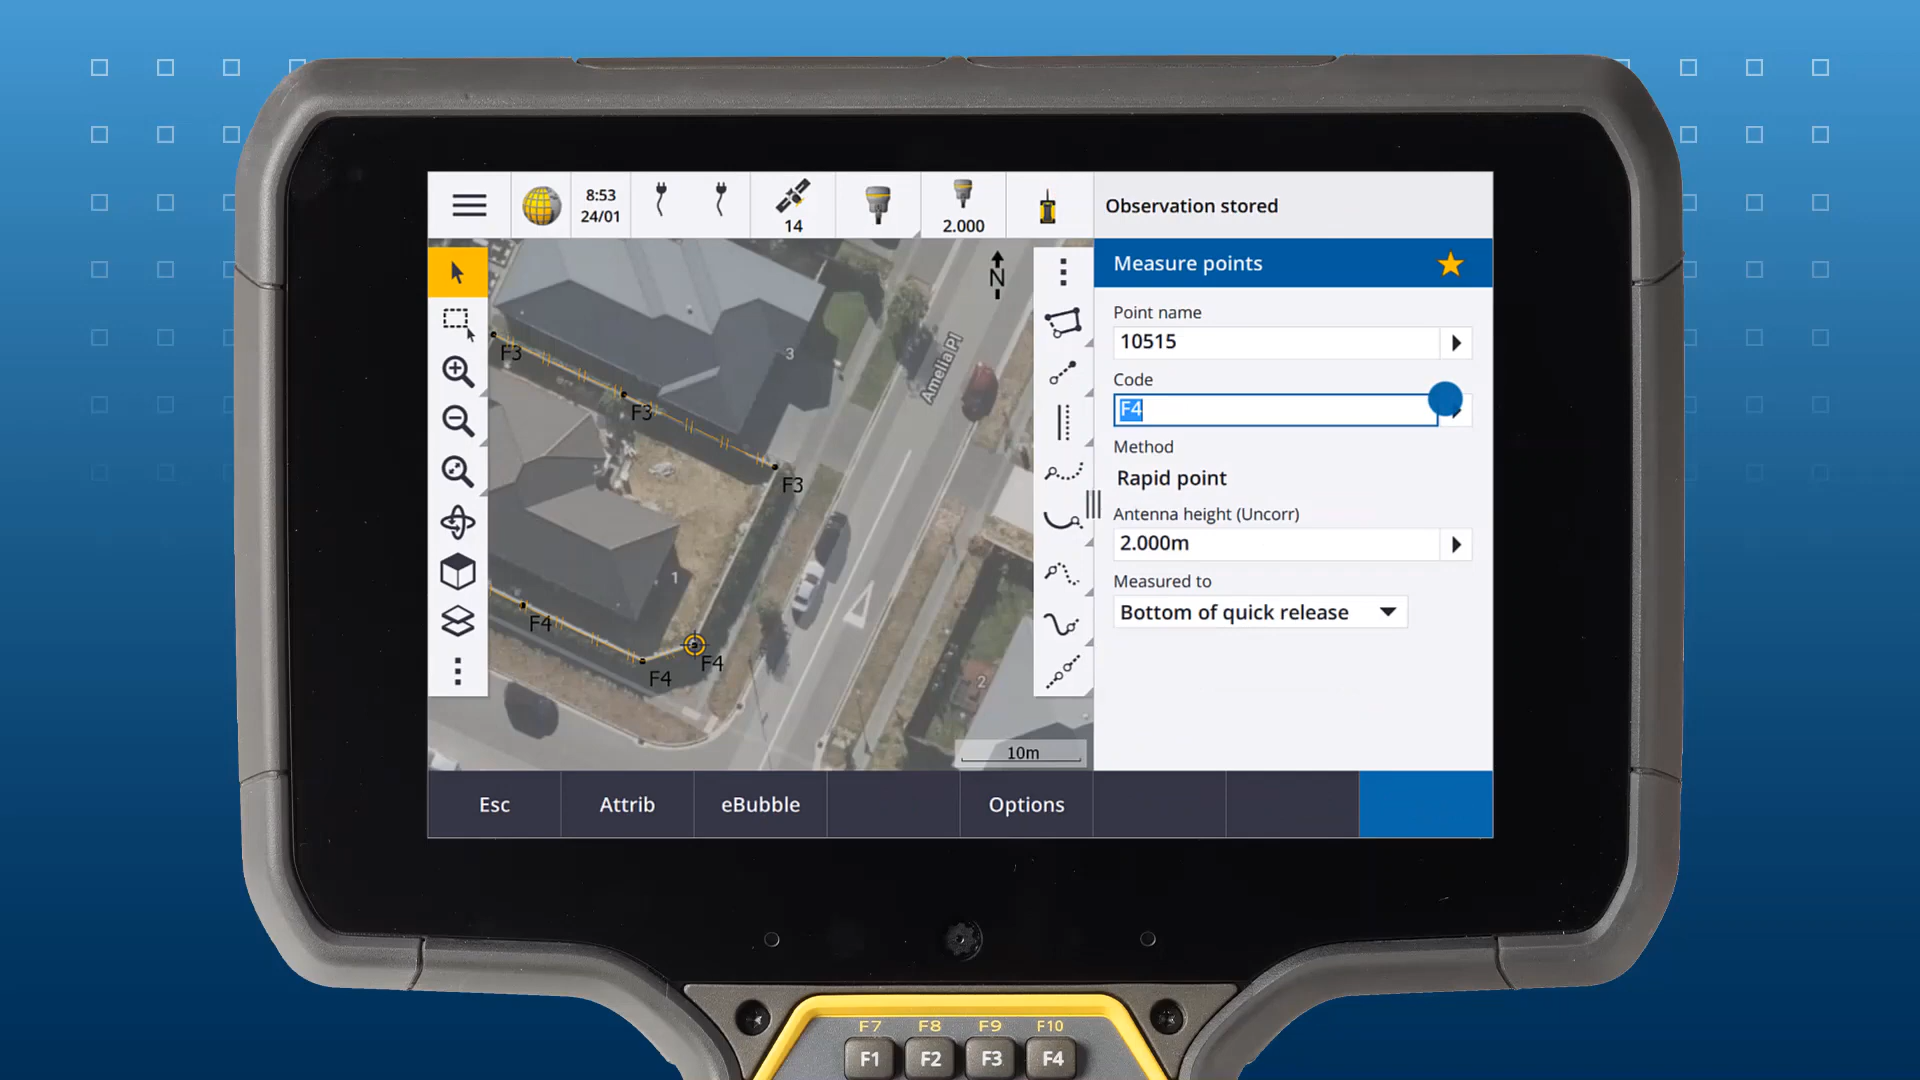 8:53
24/01
14
2.000
Observation stored
N
Measure points
Point name
10515
Code
F4
Method
Rapid point
Antenna height (Uncorr)
2.000m
Measured to
Bottom of quick release
F3
F3
F3
3
Amelia Pl
1
F4
F4
F4
2
10m
Esc
Attrib
eBubble
Options
F7
F8
F9
F10
F1
F2
F3
F4